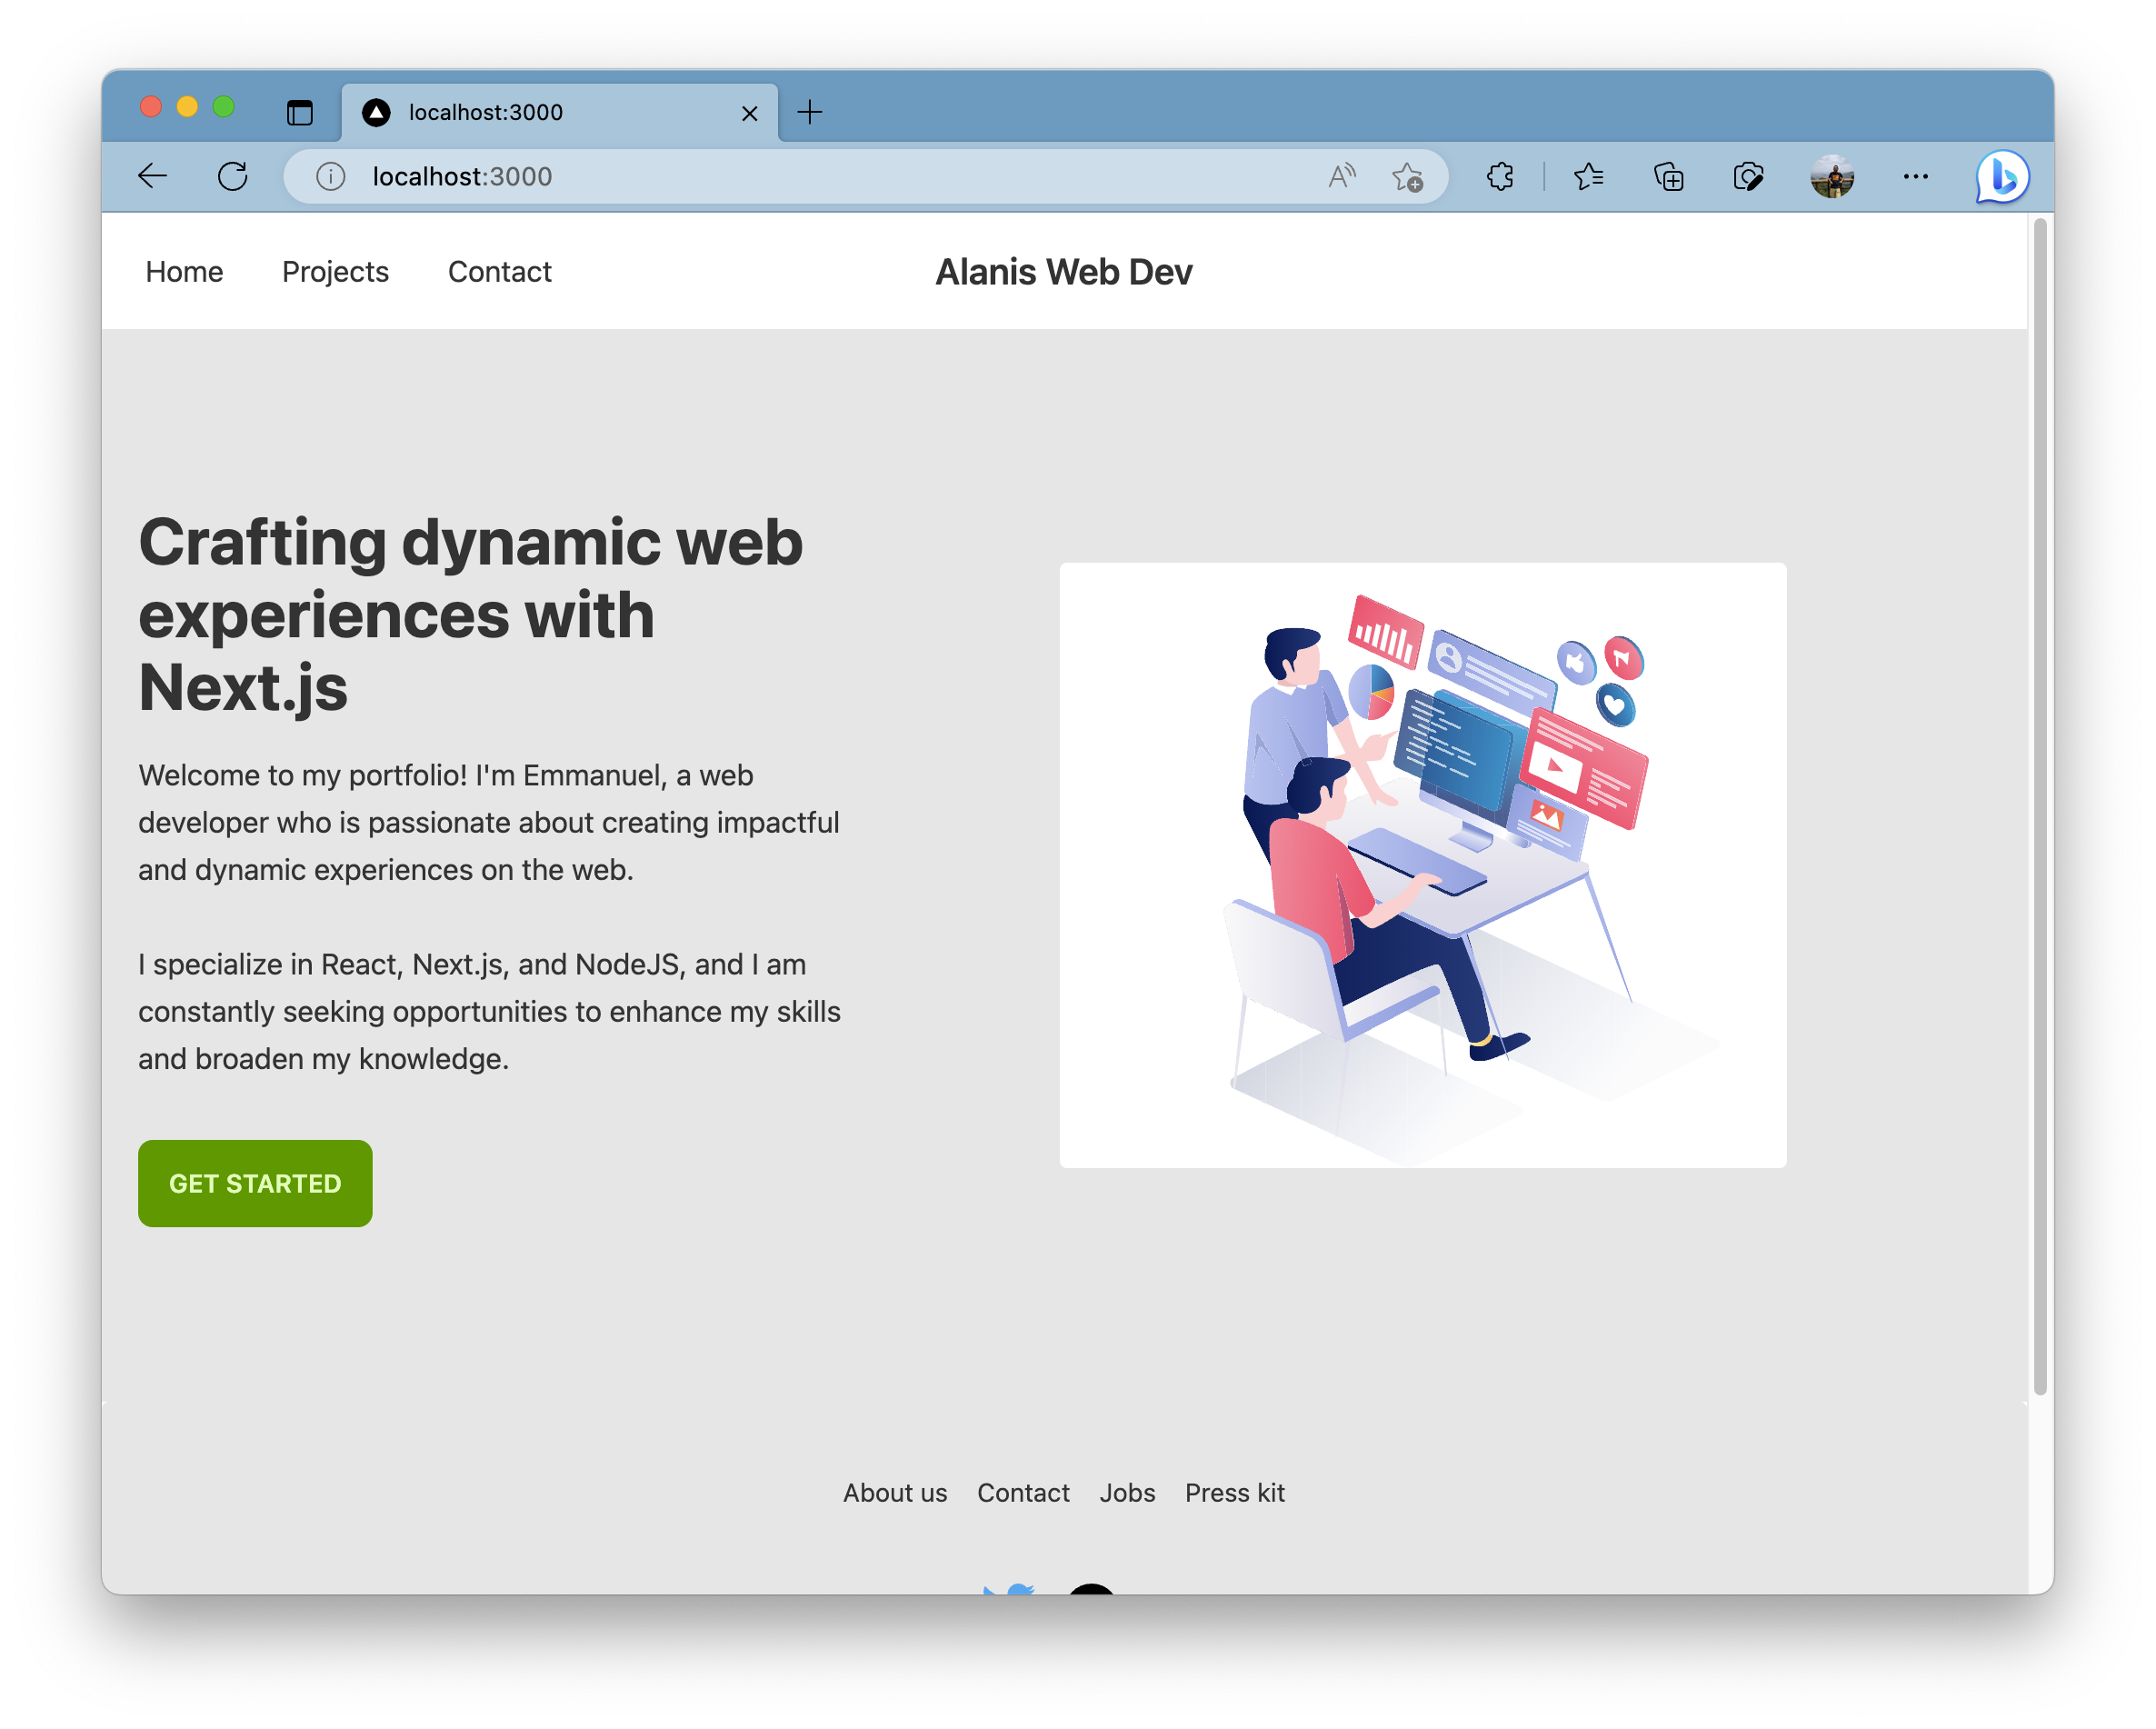 localhost:3000
localhost:3000
Home Projects Contact Alanis Web Dev
Crafting dynamic web
experiences with
Next.js
Welcome to my portfolio! I'm Emmanuel, a web
developer who is passionate about creating impactful
and dynamic experiences on the web.
I specialize in React, Next.js, and NodeJS, and I am
constantly seeking opportunities to enhance my skills
and broaden my knowledge.
GET STARTED
About us Contact Jobs Press kit